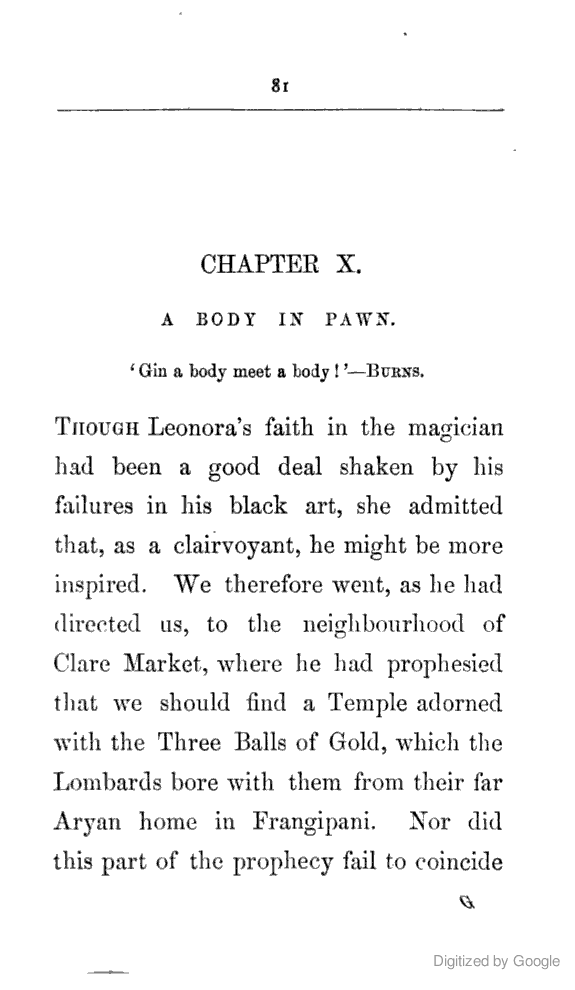 81
CHAPTER X.
A BODY IN PAWN.
‘Gin a body meet a body!’—BURNS.
THOUGH Leonora’s faith in the magician
had been a good deal shaken by his
failures in his black art, she admitted
that, as a clairvoyant, he might be more
inspired. We therefore went, as he had
directed us, to the neighbourhood of
Clare Market, where he had prophesied
that we should find a Temple adorned
with the Three Balls of Gold, which the
Lombards bore with them from their far
Aryan home in Frangipani. Nor did
this part of the prophecy fail to coincide
G
Digitized by Google